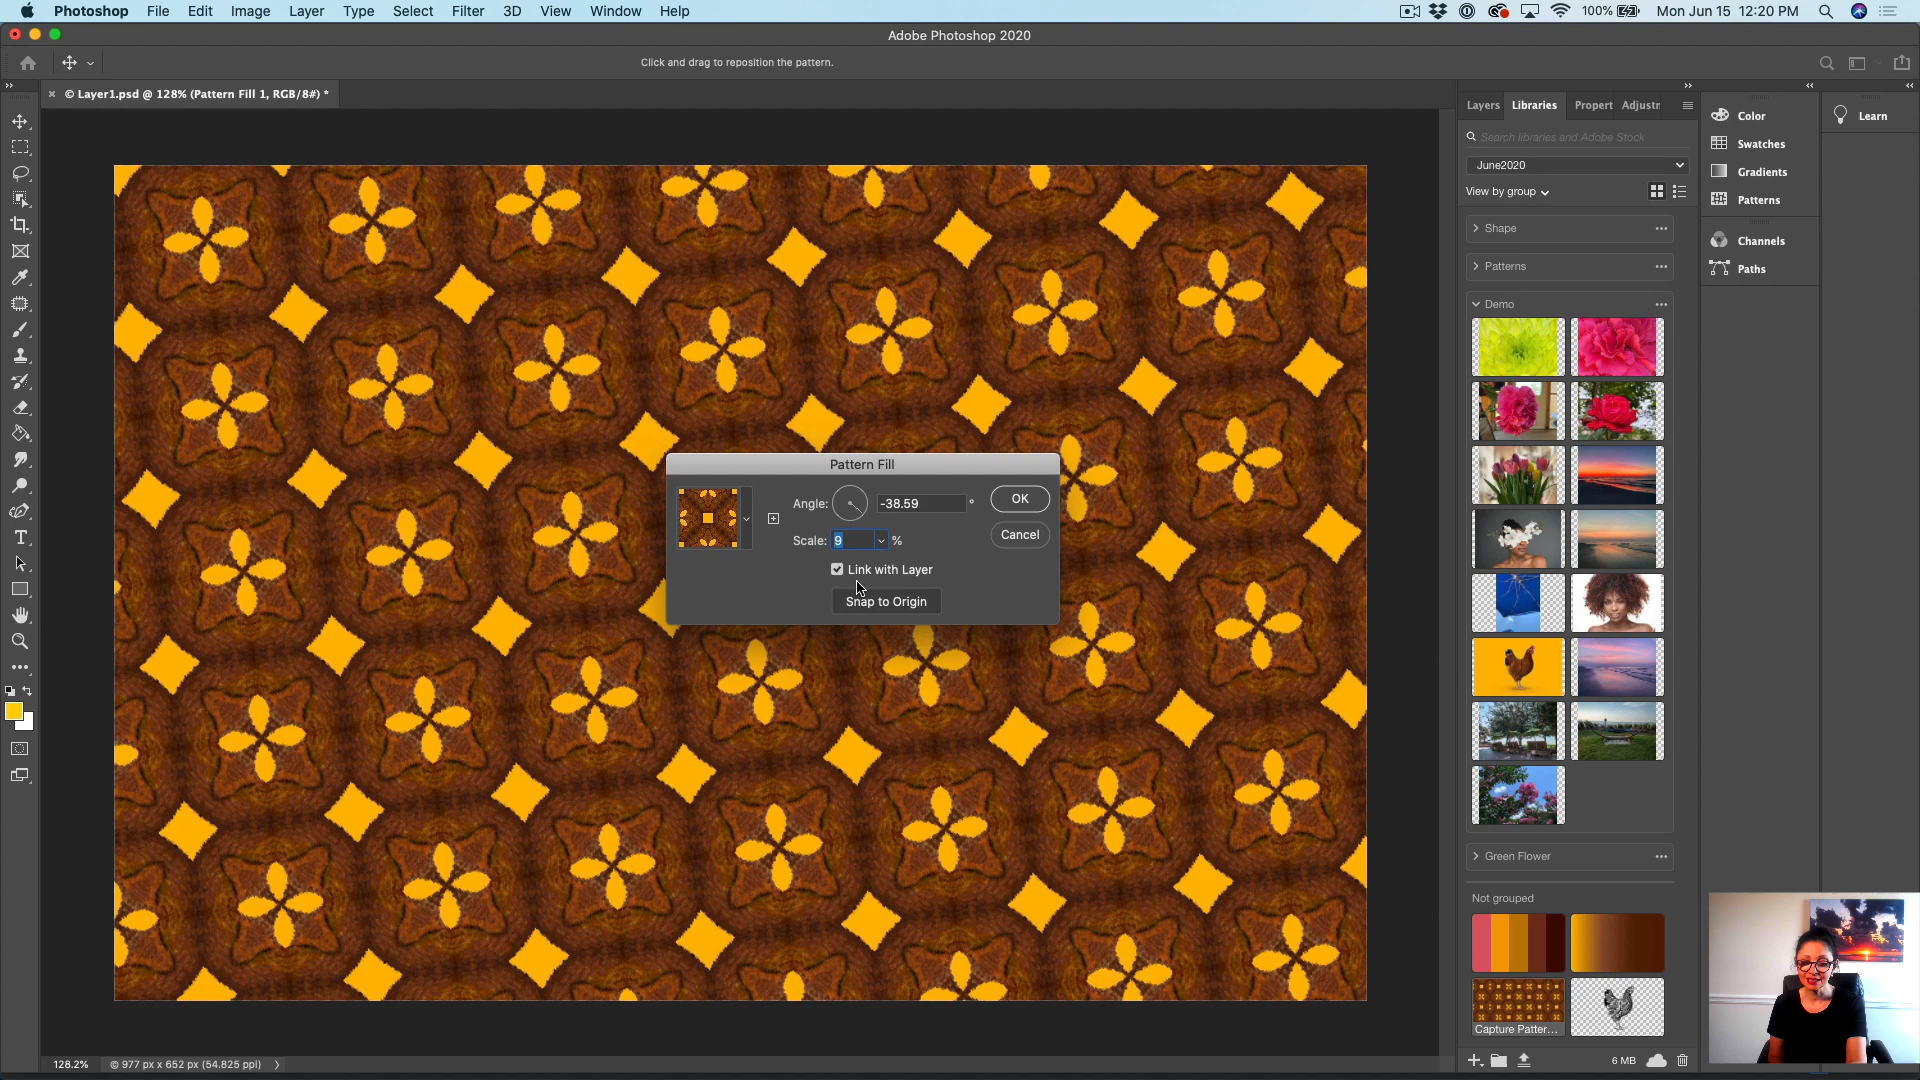 Photoshop File Edit Image Layer Type Select Filter 3D View Window Help 100% Mon Jun 15 12:20 PM
Adobe Photoshop 2020
Click and drag to reposition the pattern.
© Layer1.psd @ 128% (Pattern Fill 1, RGB/8#) *
Layers Libraries Propert Adjustn
Search libraries and Adobe Stock
June2020
View by group
Shape
Patterns
Demo
Green Flower
Not grouped
Capture Patter...
6 MB
Color
Swatches
Gradients
Patterns
Channels
Paths
Learn
Pattern Fill
Angle: -38.59 °
OK
Scale: 9 %
Cancel
Link with Layer
Snap to Origin
128.2% © 977 px x 652 px (54.825 ppi)